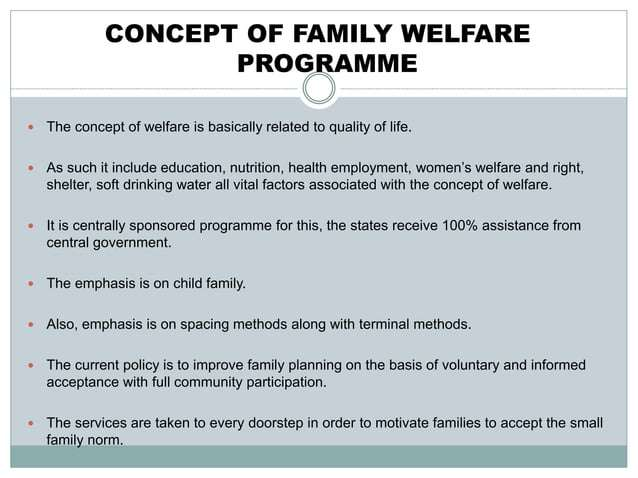 CONCEPT OF FAMILY WELFARE
PROGRAMME
The concept of welfare is basically related to quality of life.
As such it include education, nutrition, health employment, women’s welfare and right,
shelter, soft drinking water all vital factors associated with the concept of welfare.
It is centrally sponsored programme for this, the states receive 100% assistance from
central government.
The emphasis is on child family.
Also, emphasis is on spacing methods along with terminal methods.
The current policy is to improve family planning on the basis of voluntary and informed
acceptance with full community participation.
The services are taken to every doorstep in order to motivate families to accept the small
family norm.